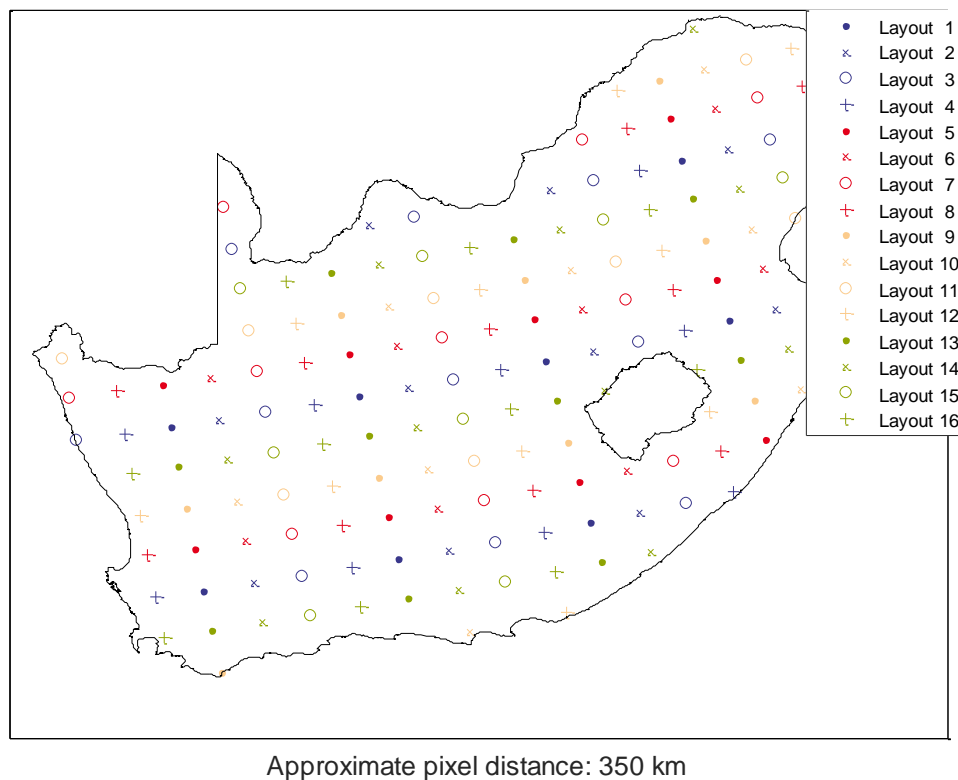 Layout 1
Layout 2
Layout 3
Layout 4
Layout 5
Layout 6
Layout 7
Layout 8
Layout 9
Layout 10
Layout 11
Layout 12
Layout 13
Layout 14
Layout 15
Layout 16
Approximate pixel distance: 350 km